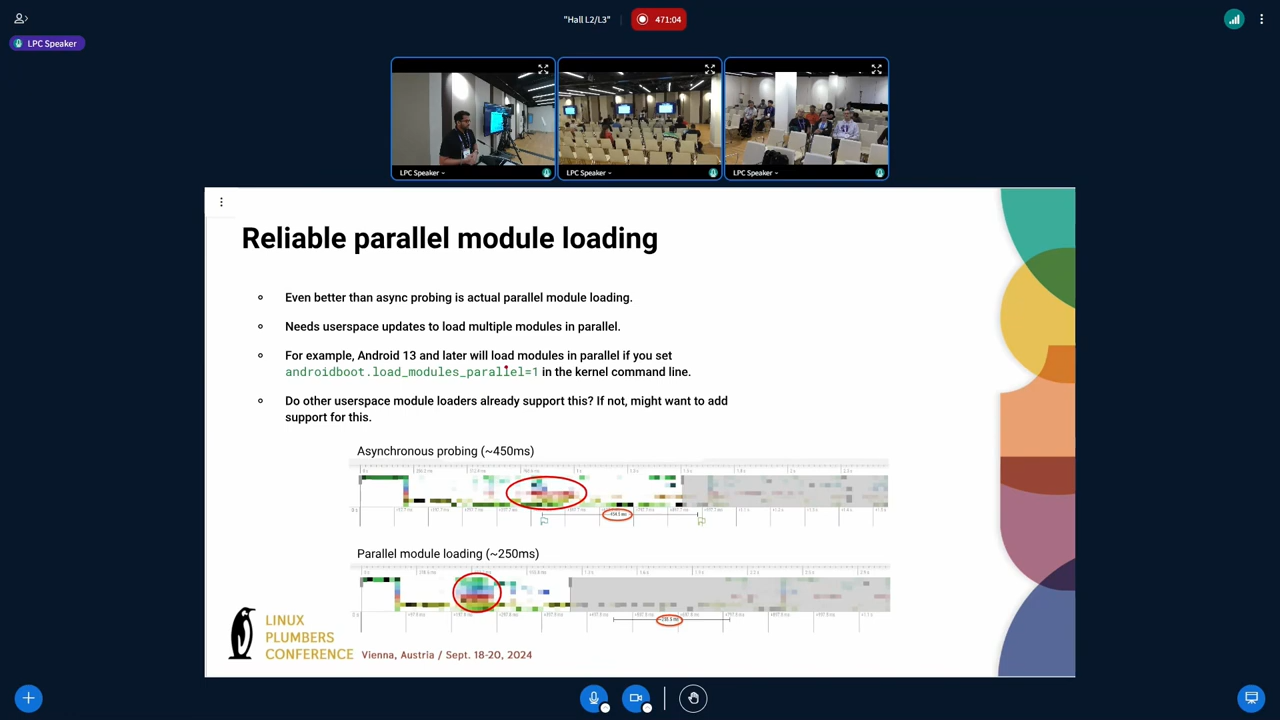 "Hall L2/L3"
471:04
LPC Speaker
LPC Speaker
LPC Speaker
LPC Speaker
Reliable parallel module loading
Even better than async probing is actual parallel module loading.
Needs userspace updates to load multiple modules in parallel.
For example, Android 13 and later will load modules in parallel if you set
androidboot.load_modules_parallel=1 in the kernel command line.
Do other userspace module loaders already support this? If not, might want to add
support for this.
Asynchronous probing (~450ms)
Parallel module loading (~250ms)
LINUX
PLUMBERS
CONFERENCE
Vienna, Austria / Sept. 18-20, 2024